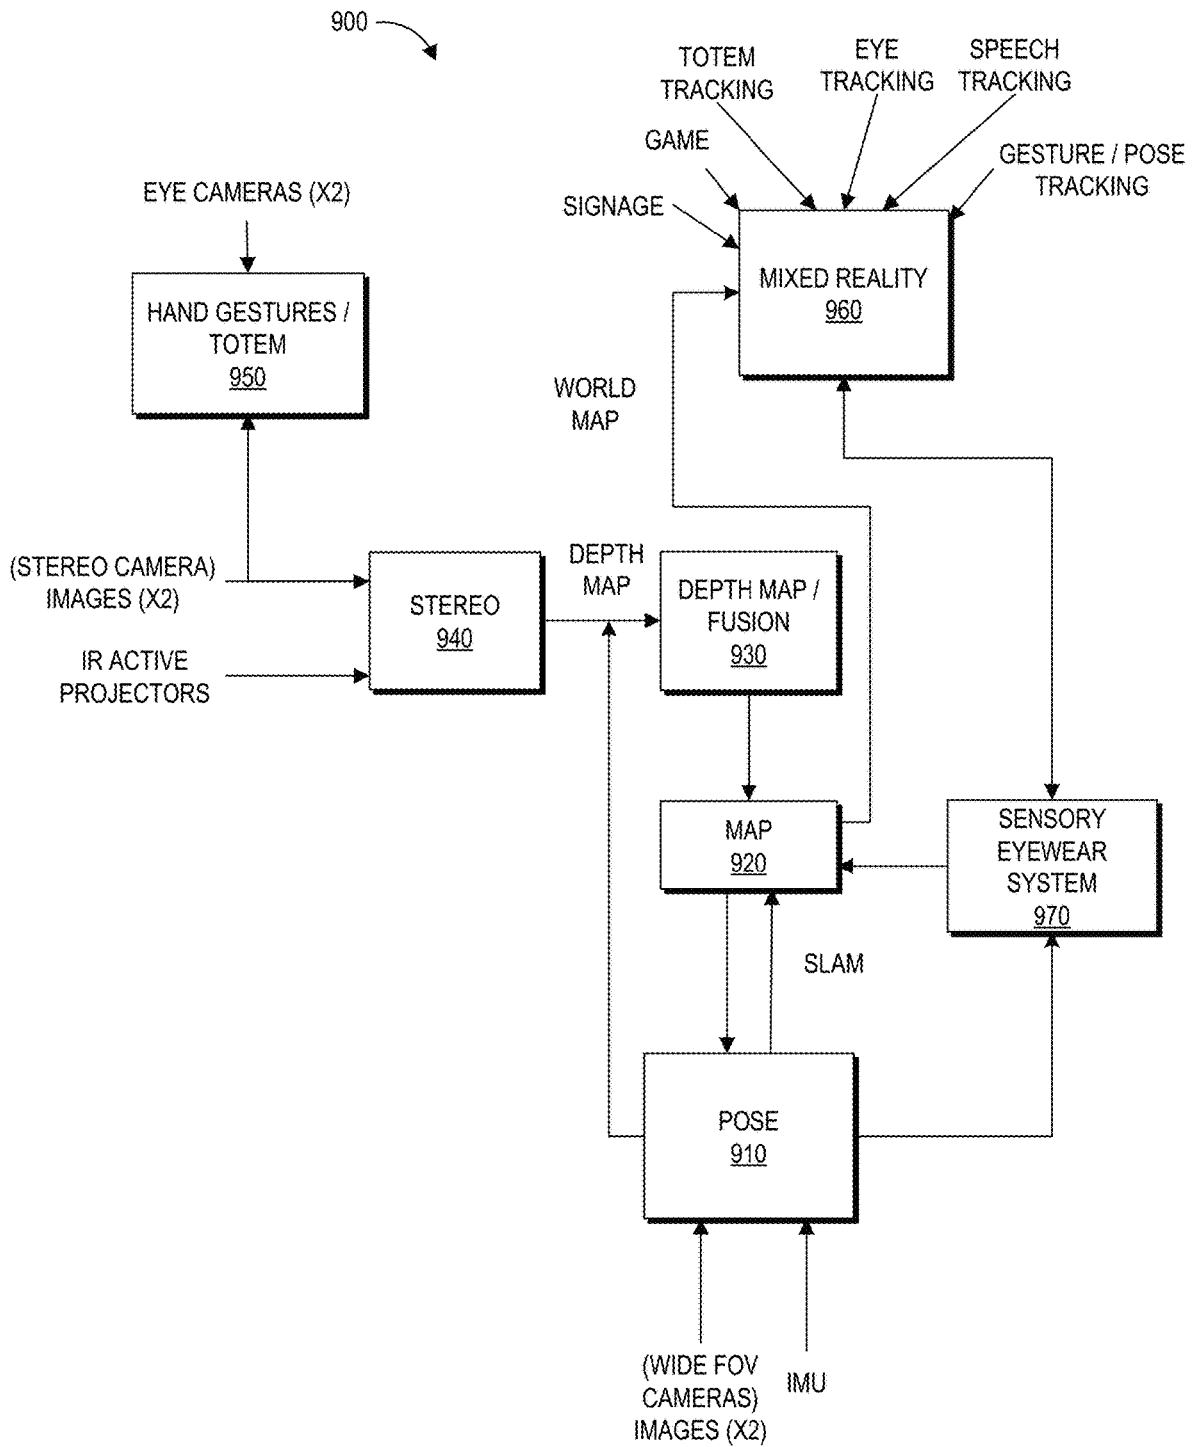 900
TOTEM
TRACKING
EYE
TRACKING
SPEECH
TRACKING
GAME
GESTURE / POSE
TRACKING
SIGNAGE
EYE CAMERAS (X2)
MIXED REALITY
960
HAND GESTURES /
TOTEM
950
WORLD
MAP
(STEREO CAMERA)
IMAGES (X2)
STEREO
940
DEPTH
MAP
DEPTH MAP /
FUSION
930
IR ACTIVE
PROJECTORS
MAP
920
SENSORY
EYEWEAR
SYSTEM
970
SLAM
POSE
910
(WIDE FOV
CAMERAS)
IMAGES (X2)
IMU